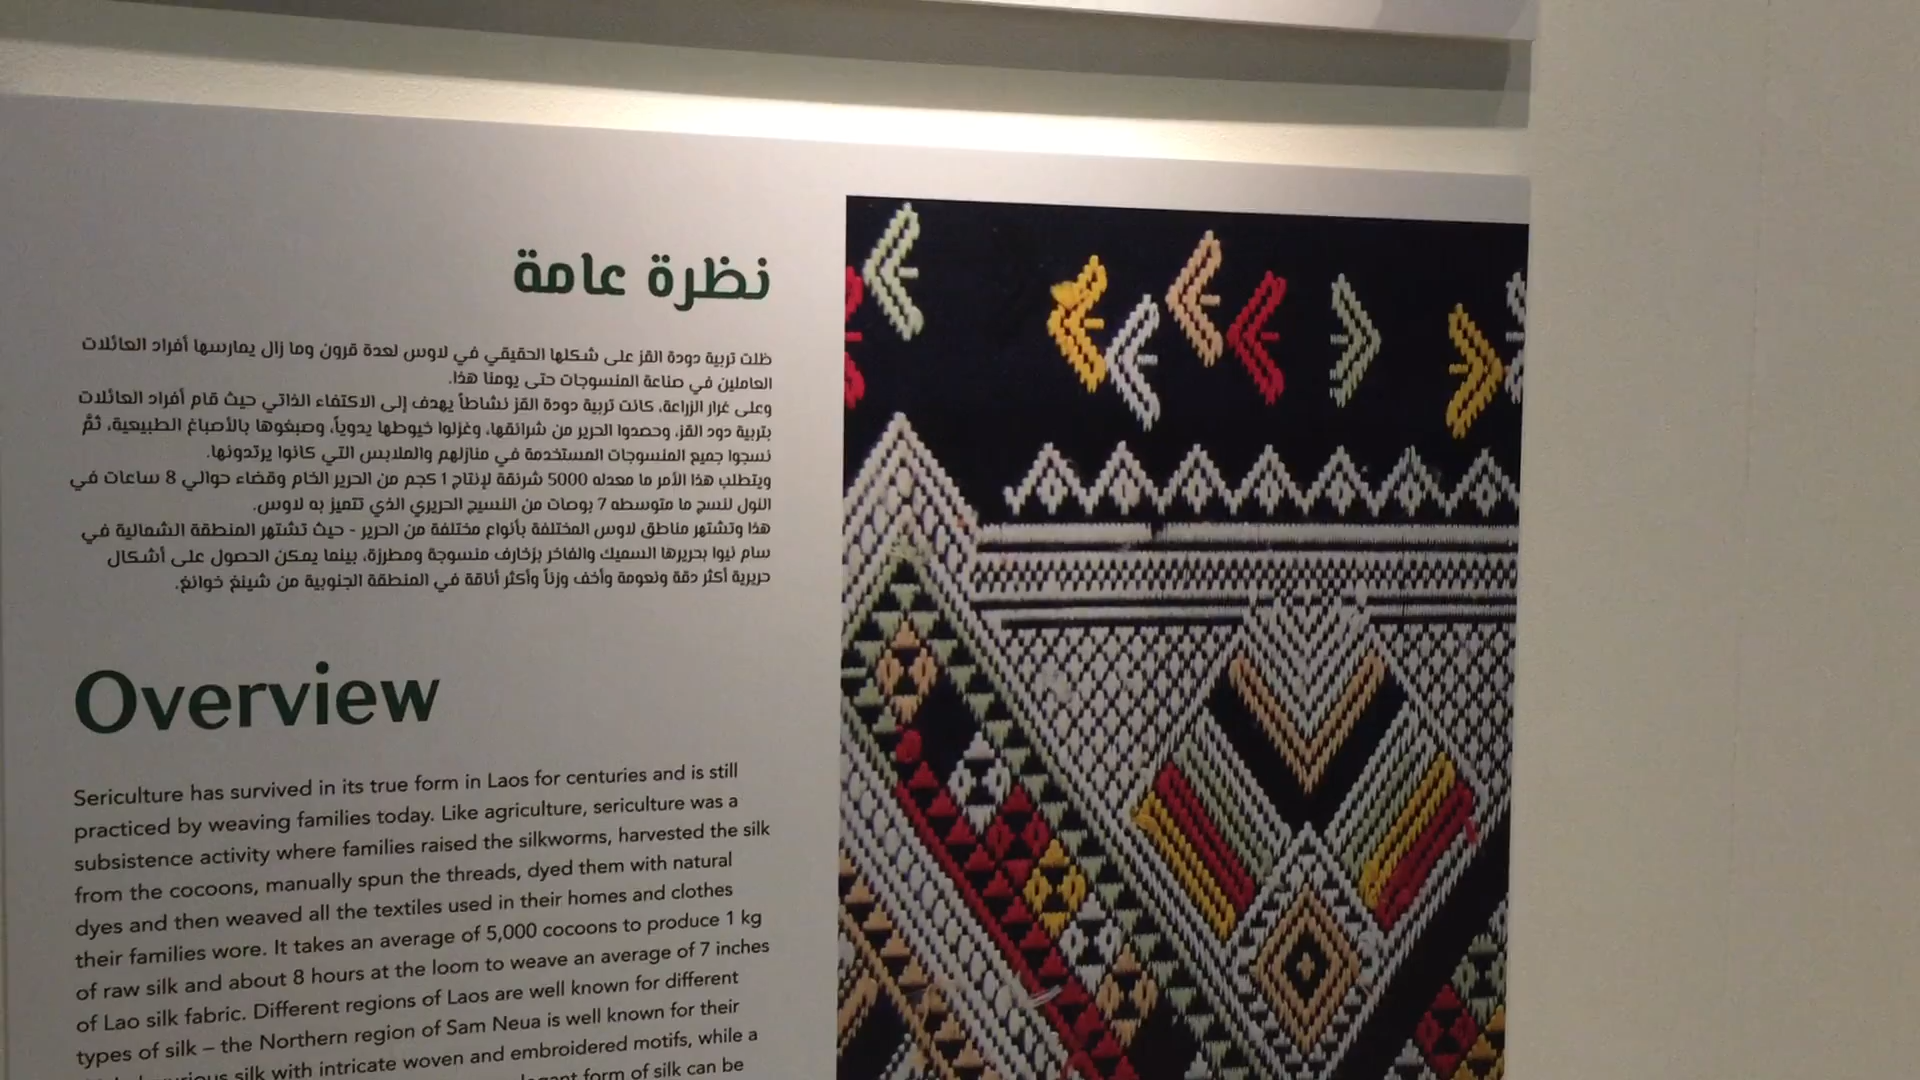 نظرة عامة
ظلت تربية دودة القز على شكلها الحقيقي في لاوس لعدة قرون وما زال يمارسها أفراد العائلات
العاملين في صناعة المنسوجات حتى يومنا هذا.
وعلى غرار الزراعة، كانت تربية دودة القز نشاطاً يهدف إلى الاكتفاء الذاتي حيث قام أفراد العائلات
بتربية دود القز، وحصدوا الحرير من شرانقها، وغزلوا خيوطها يدوياً، وصبغوها بالأصباغ الطبيعية، ثُمَّ
نسجوا جميع المنسوجات المستخدمة في منازلهم والملابس التي كانوا يرتدونها.
ويتطلب هذا الأمر ما معدله 5000 شرنقة لإنتاج 1 كجم من الحرير الخام وقضاء حوالي 8 ساعات في
النول لنسج ما متوسطه 7 بوصات من النسيج الحريري الذي تتميز به لاوس.
هذا وتشتهر مناطق لاوس المختلفة بأنواع مختلفة من الحرير - حيث تشتهر المنطقة الشمالية في
سام نيوا بحريرها السميك والفاخر بزخارف منسوجة ومطرزة، بينما يمكن الحصول على أشكال
حريرية أكثر دقة ونعومة وأخف وزناً وأكثر أناقة في المنطقة الجنوبية من شينغ خوانغ.
Overview
Sericulture has survived in its true form in Laos for centuries and is still
practiced by weaving families today. Like agriculture, sericulture was a
subsistence activity where families raised the silkworms, harvested the silk
from the cocoons, manually spun the threads, dyed them with natural
dyes and then weaved all the textiles used in their homes and clothes
their families wore. It takes an average of 5,000 cocoons to produce 1 kg
of raw silk and about 8 hours at the loom to weave an average of 7 inches
of Lao silk fabric. Different regions of Laos are well known for different
types of silk – the Northern region of Sam Neua is well known for their
silk with intricate woven and embroidered motifs, while a
form of silk can be